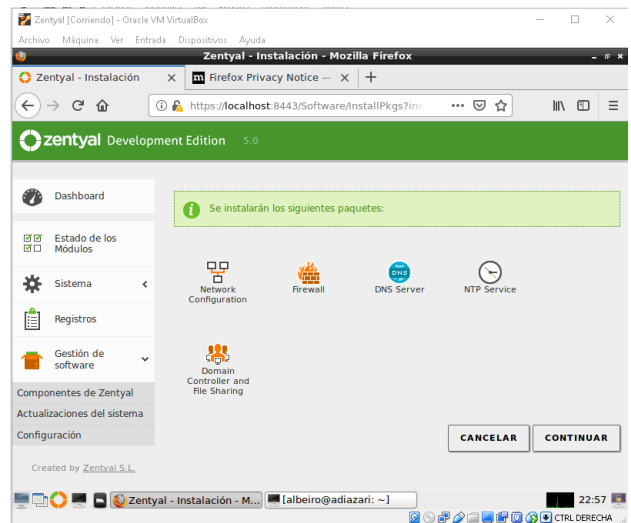 Zentyal [Corriendo] - Oracle VM VirtualBox
Archivo Máquina Ver Entrada Dispositivos Ayuda
Zentyal - Instalación - Mozilla Firefox
Zentyal - Instalación
m Firefox Privacy Notice —
https://localhost:8443/Software/InstallPkgs?ins
zentyal Development Edition 5.0
Dashboard
Estado de los
Módulos
Sistema
Registros
Gestión de
software
Componentes de Zentyal
Actualizaciones del sistema
Configuración
Created by Zentyal S.L.
Se instalarán los siguientes paquetes:
Network
Configuration
Firewall
DNS
DNS Server
NTP Service
Domain
Controller and
File Sharing
CANCELAR
CONTINUAR
Zentyal - Instalación - M...
[albeiro@adiazari: ~]
22:57
CTRL DERECHA